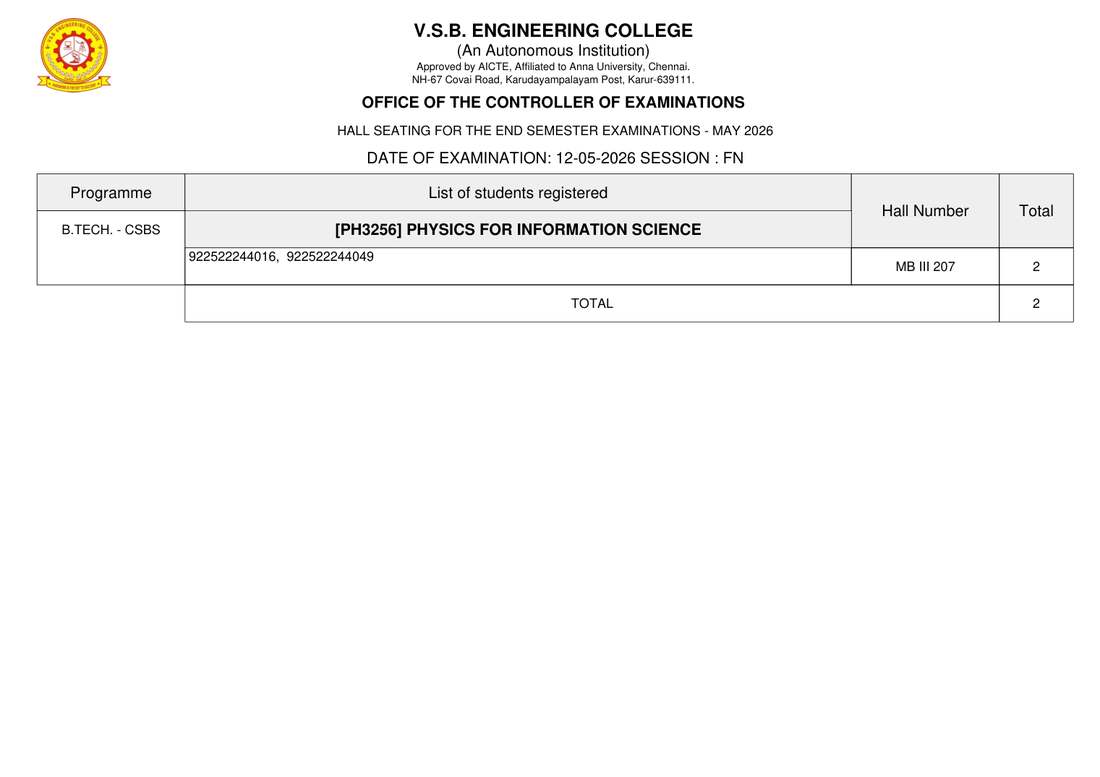 V.S.B. ENGINEERING COLLEGE
(An Autonomous Institution)
Approved by AICTE, Affiliated to Anna University, Chennai.
NH-67 Covai Road, Karudayampalayam Post, Karur-639111.
OFFICE OF THE CONTROLLER OF EXAMINATIONS
HALL SEATING FOR THE END SEMESTER EXAMINATIONS - MAY 2026
DATE OF EXAMINATION: 12-05-2026 SESSION : FN
Programme List of students registered Hall Number Total
B.TECH. - CSBS [PH3256] PHYSICS FOR INFORMATION SCIENCE
922522244016, 922522244049 MB III 207 2
TOTAL 2